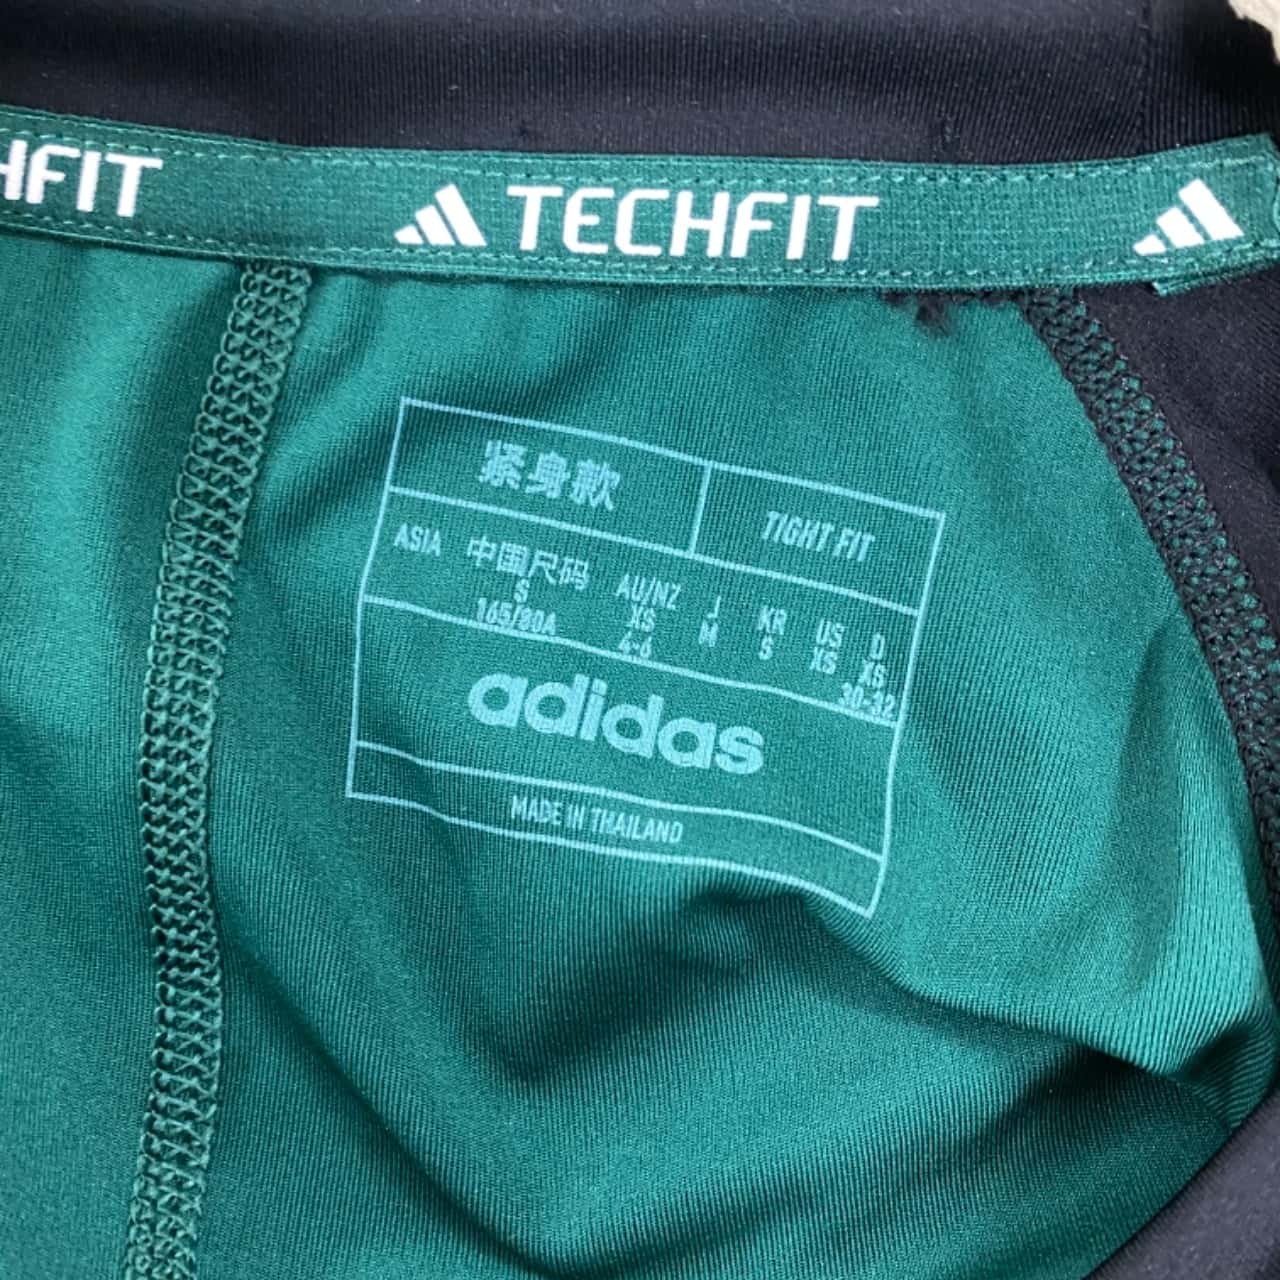 HFIT TECHFIT
紧身款 TIGHT FIT
ASIA 中国尺码 AU/NZ J KR US D
S XS M S XS XS
165/80A 4-6 30-32
adidas
MADE IN THAILAND